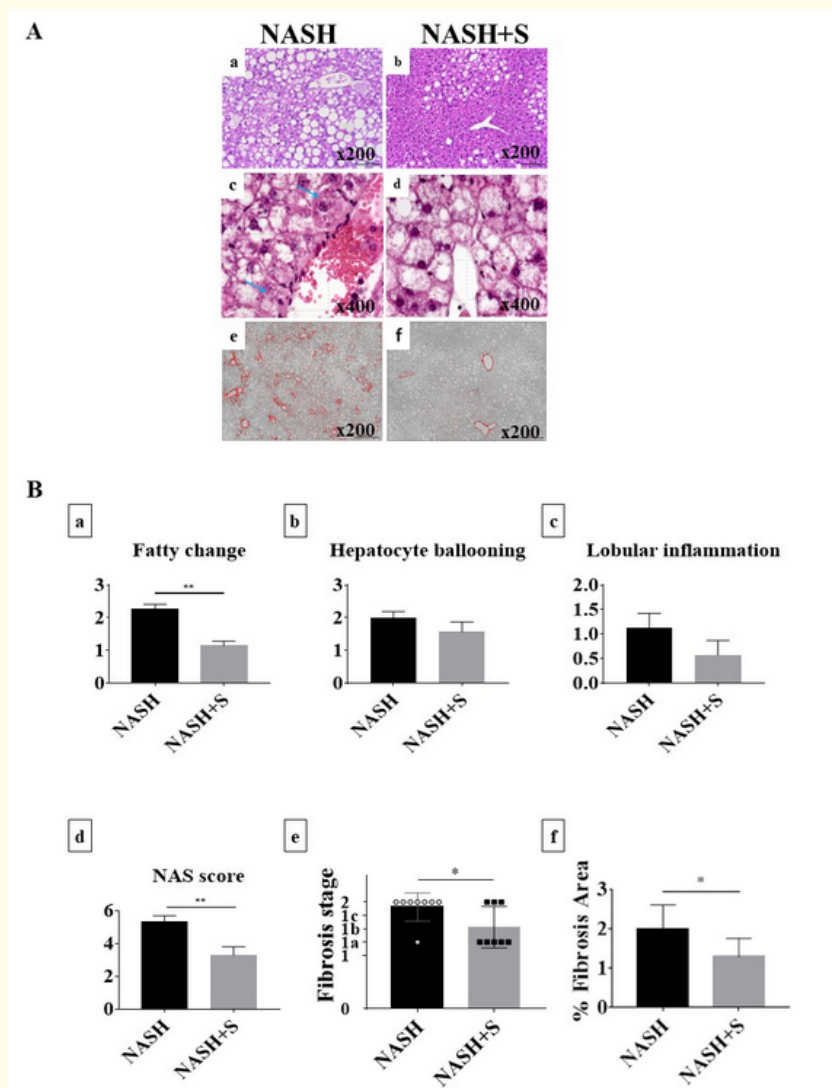 A
NASH NASH+S
a b
x200 x200
c d
x400 x400
e f
x200 x200
B
a b c
Fatty change Hepatocyte ballooning Lobular inflammation
**
3 3 2.0
2 2 1.5
1 1 1.0
0 0 0.5
0.0
NASH NASH+S NASH NASH+S NASH NASH+S
d e f
NAS score
** * *
6
4
2
0
Fibrosis stage
2
1c
1b
1a
1
0
% Fibrosis Area
3
2
1
0
NASH NASH+S NASH NASH+S NASH NASH+S